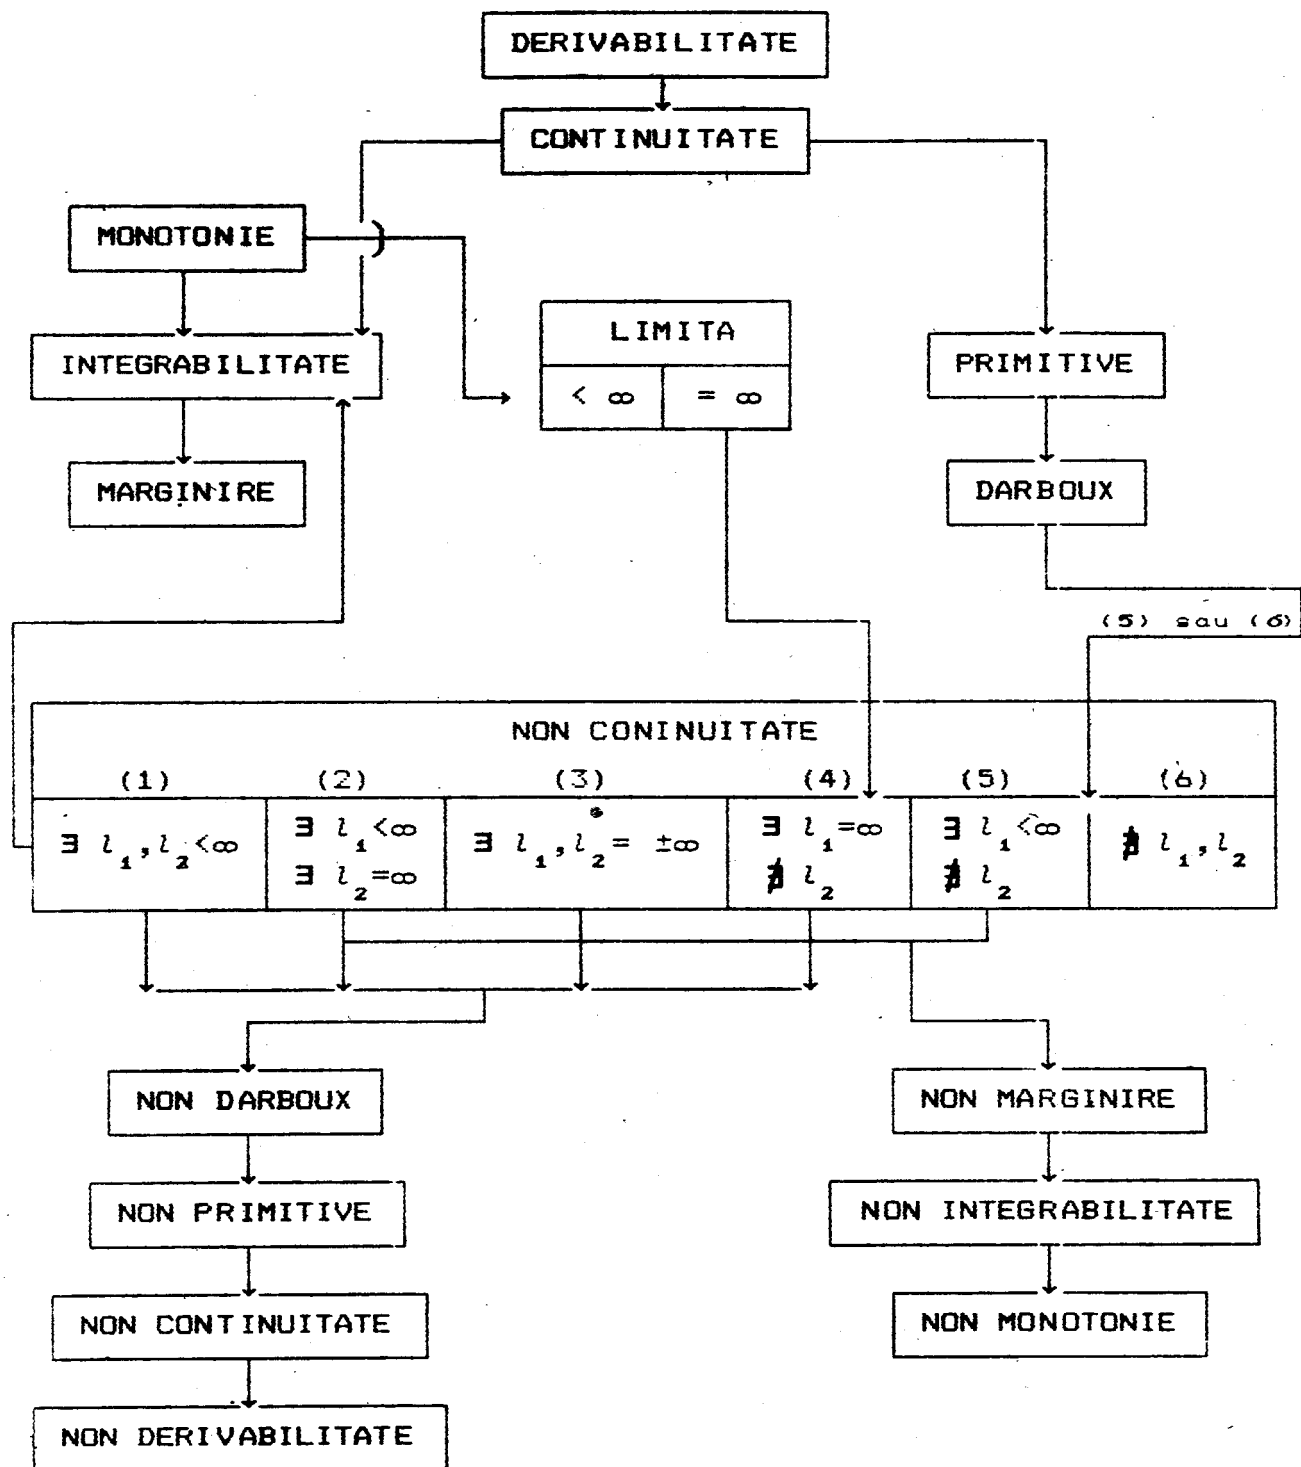 DERIVABILITATE
CONTINUITATE
MONOTONIE
LIMITA
INTEGRABILITATE
PRIMITIVE
< ∞
= ∞
MARGINIRE
DARBOUX
(5) sau (6)
NON CONINUITATE
(1) (2) (3) (4) (5) (6)
∃ l₁,l₂<∞
∃ l₁<∞
∃ l₂=∞
∃ l₁,l₂= ±∞
∃ l₁=∞
∄ l₂
∃ l₁<∞
∄ l₂
∄ l₁,l₂
NON DARBOUX
NON MARGINIRE
NON PRIMITIVE
NON INTEGRABILITATE
NON CONTINUITATE
NON MONOTONIE
NON DERIVABILITATE